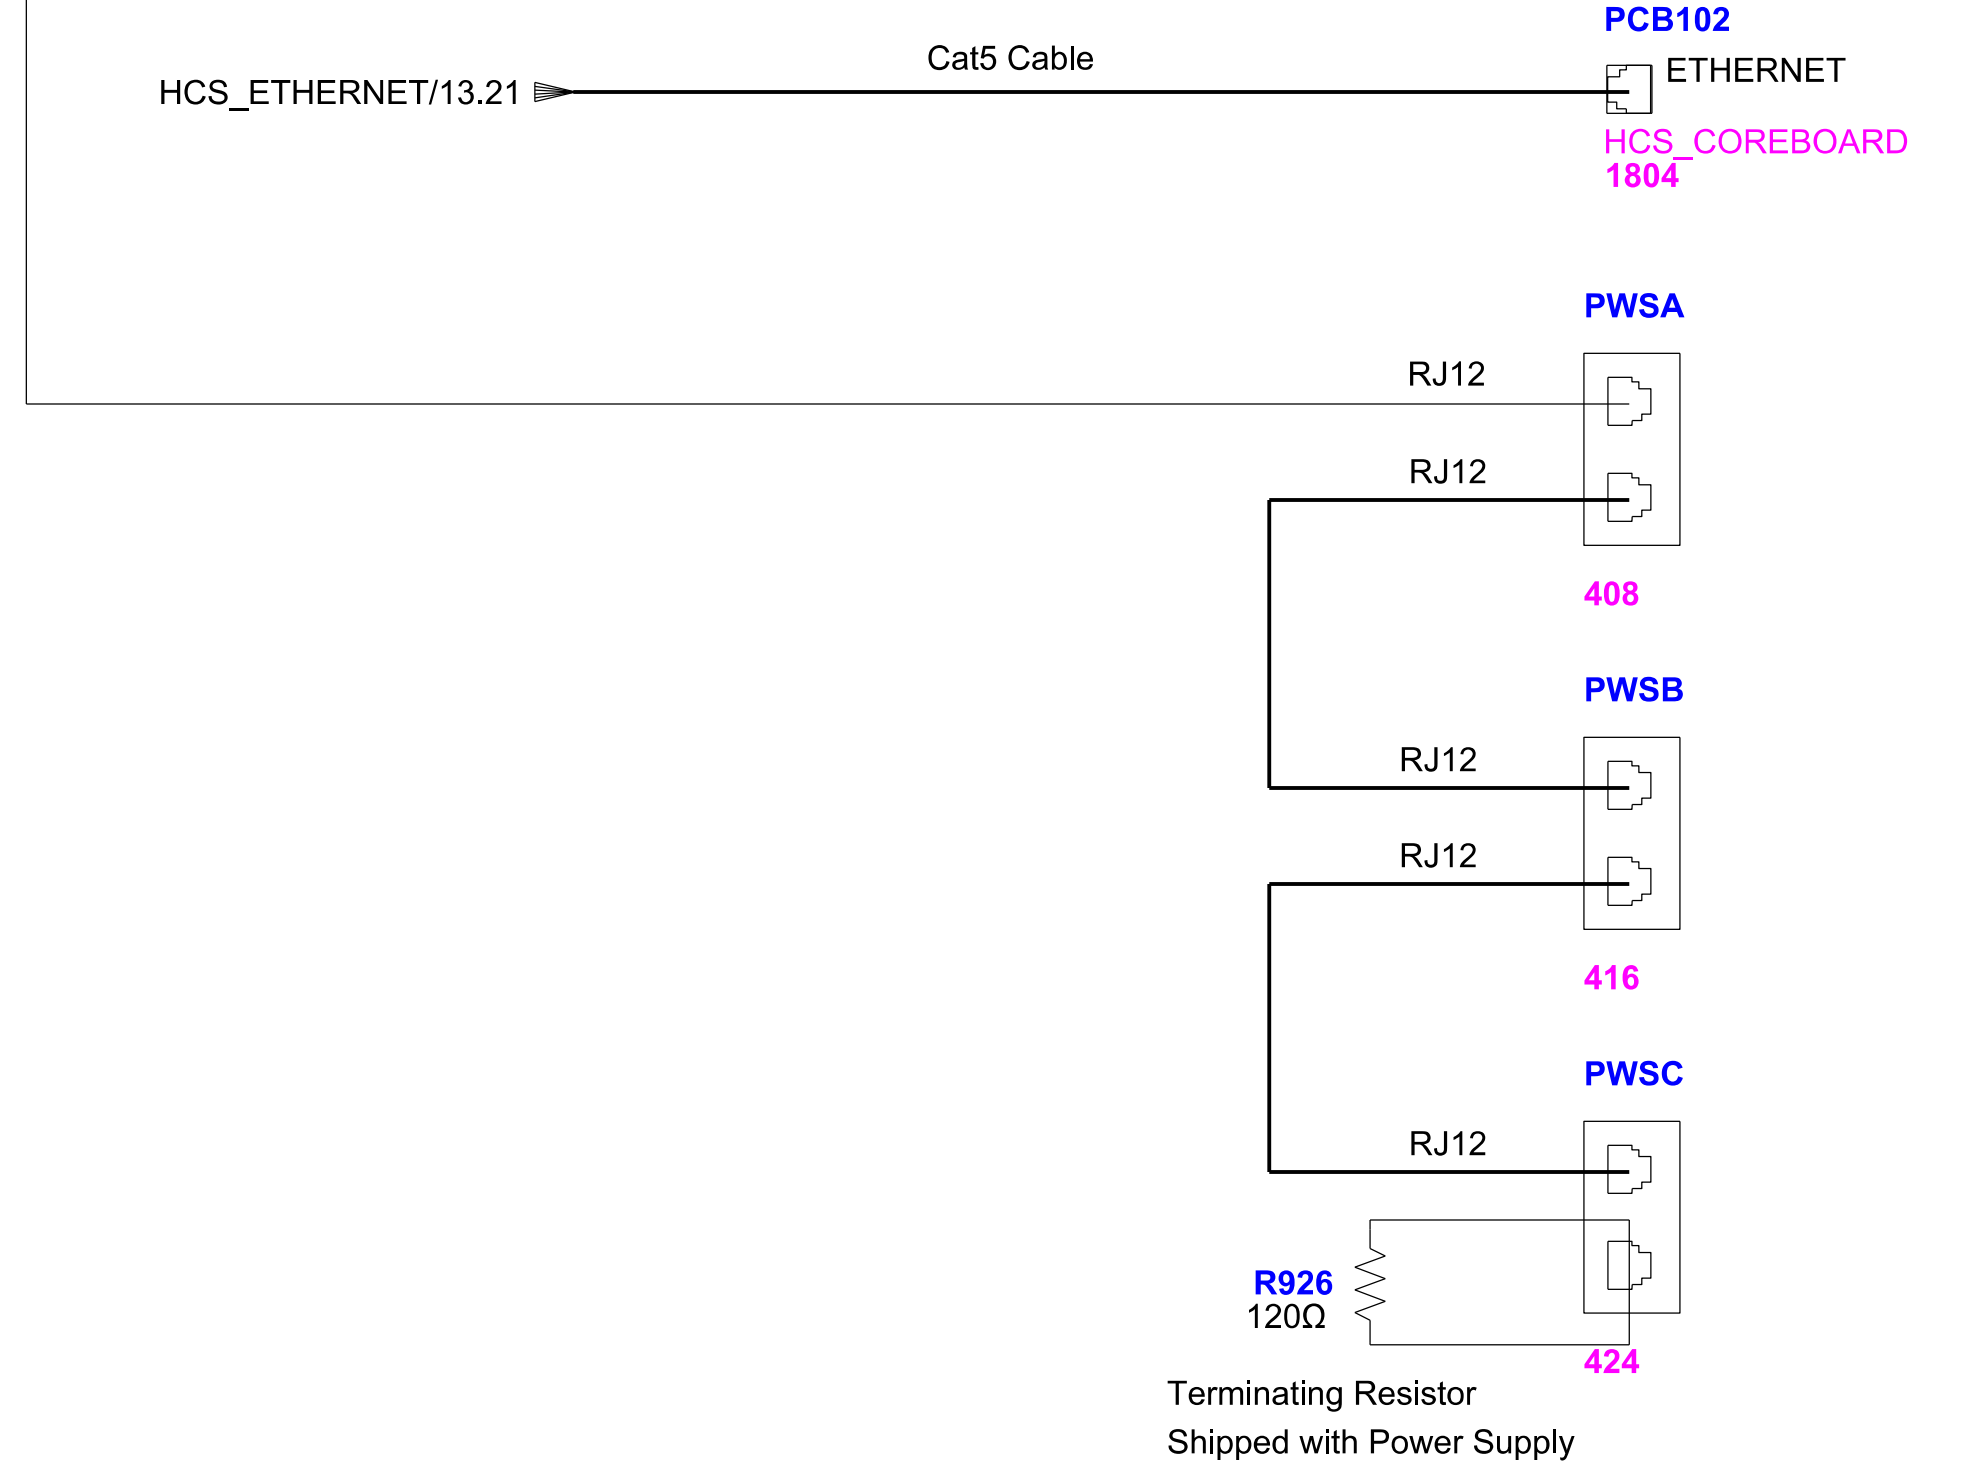 PCB102
Cat5 Cable
ETHERNET
HCS_ETHERNET/13.21
HCS_COREBOARD
1804
PWSA
RJ12
RJ12
408
PWSB
RJ12
RJ12
416
PWSC
RJ12
R926
120Ω
424
Terminating Resistor
Shipped with Power Supply